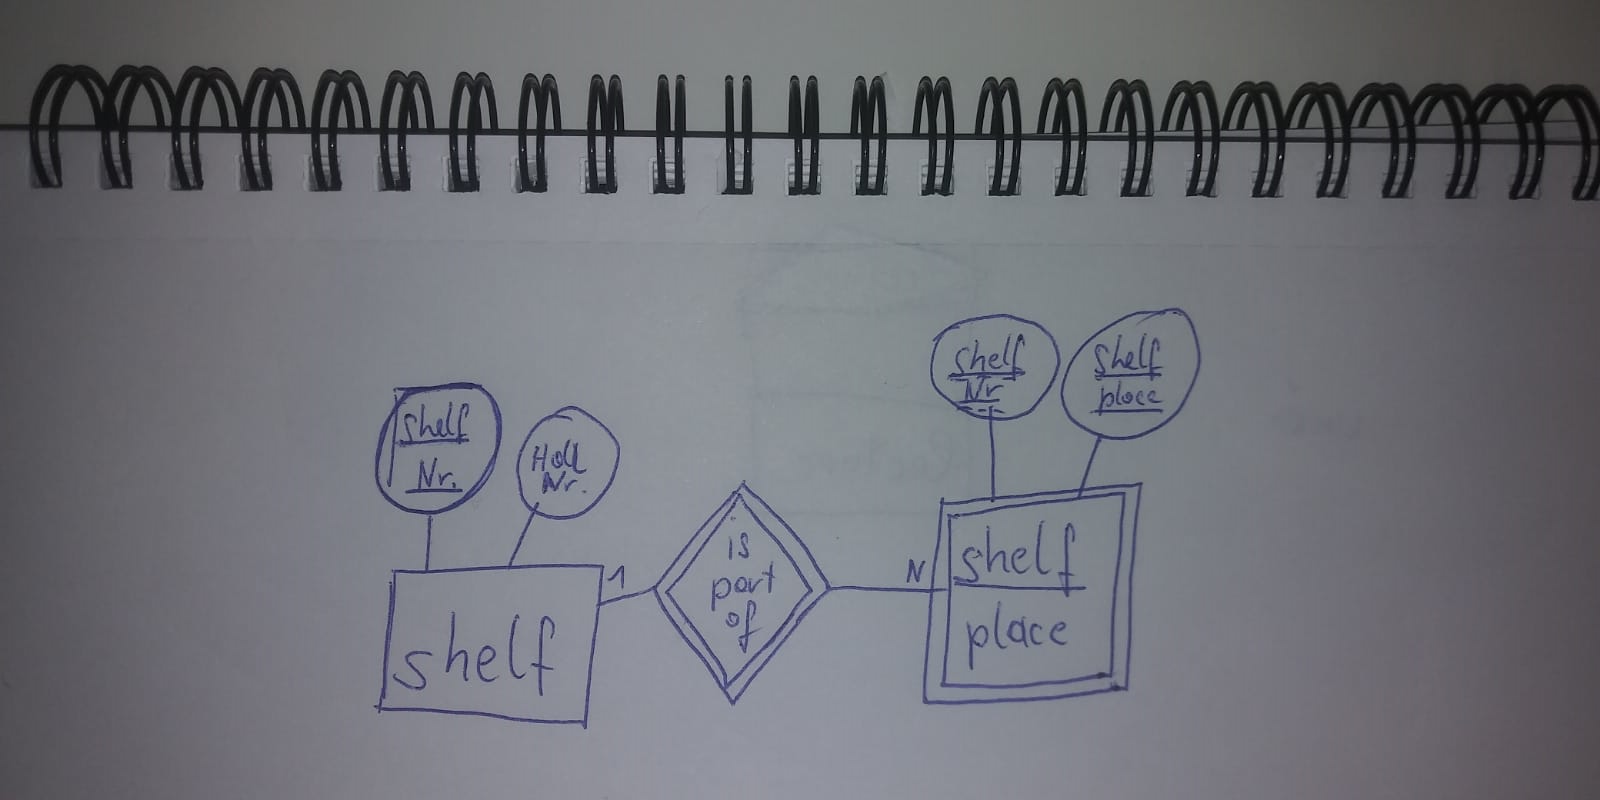 shelf
Nr.
Hall
Nr.
shelf
1
is
part
of
N
shelf
Nr
Shelf
place
shelf
place